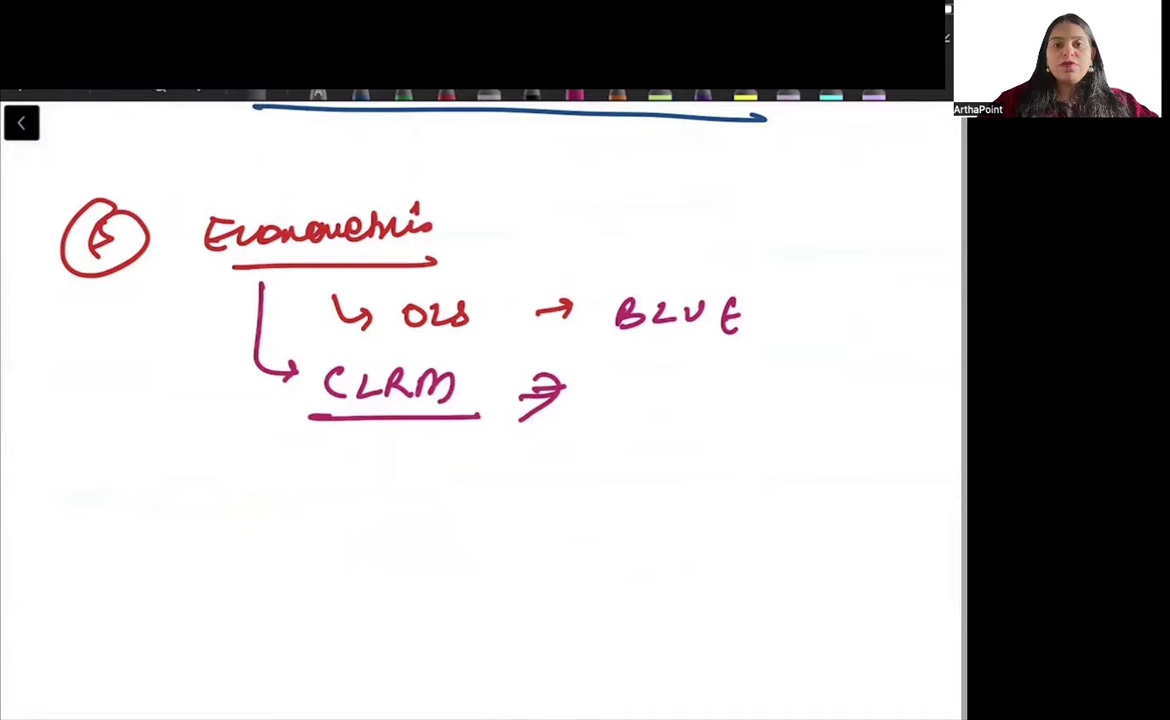 ArthaPoint
5 Econometrics
↳ OLS → BLUE
↳ CLRM ⇒